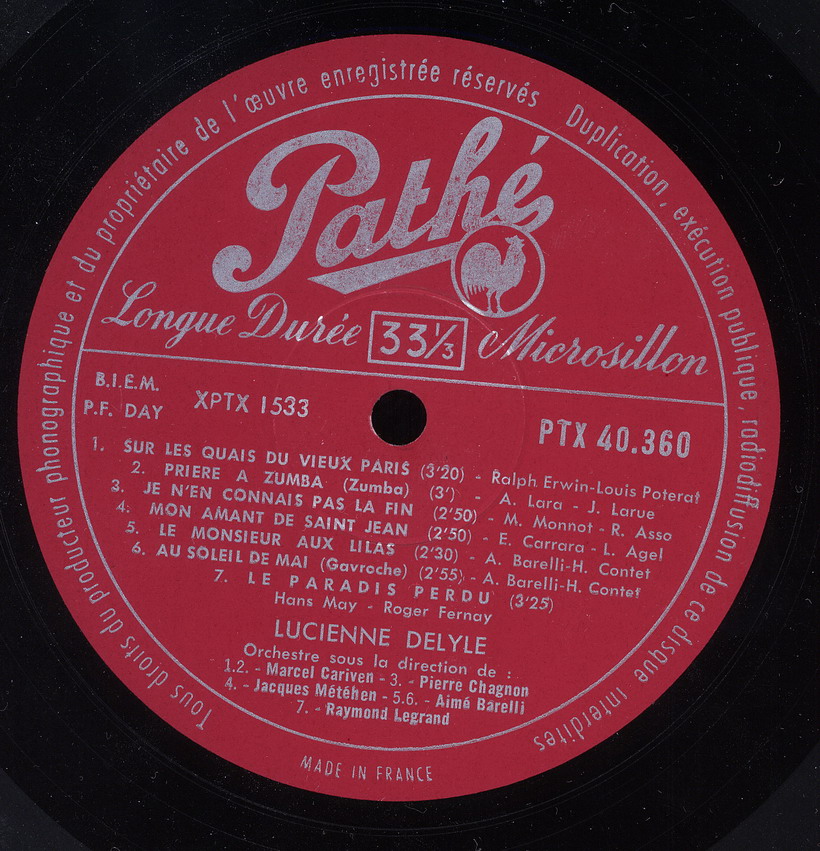 Tous droits du producteur phonographique et du propriétaire de l'œuvre enregistrée réservés Duplication, exécution publique, radiodiffusion de ce disque interdites
Pathé
Longue Durée 33⅓ Microsillon
B.I.E.M.
P.F. DAY XPTX 1533 PTX 40.360
1. SUR LES QUAIS DU VIEUX PARIS (3'20) - Ralph Erwin-Louis Poterat
2. PRIERE A ZUMBA (Zumba) (3') - A. Lara - J. Larue
3. JE N'EN CONNAIS PAS LA FIN (2'50) - M. Monnot - R. Asso
4. MON AMANT DE SAINT JEAN (2'50) - E. Carrara - L. Agel
5. LE MONSIEUR AUX LILAS (2'30) - A. Barelli-H. Contet
6. AU SOLEIL DE MAI (Gavroche) (2'55) - A. Barelli-H. Contet
7. LE PARADIS PERDU (3'25)
Hans May - Roger Fernay
LUCIENNE DELYLE
Orchestre sous la direction de :
1.2. - Marcel Cariven - 3. - Pierre Chagnon
4. - Jacques Météhen - 5.6. - Aimé Barelli
7. - Raymond Legrand
MADE IN FRANCE